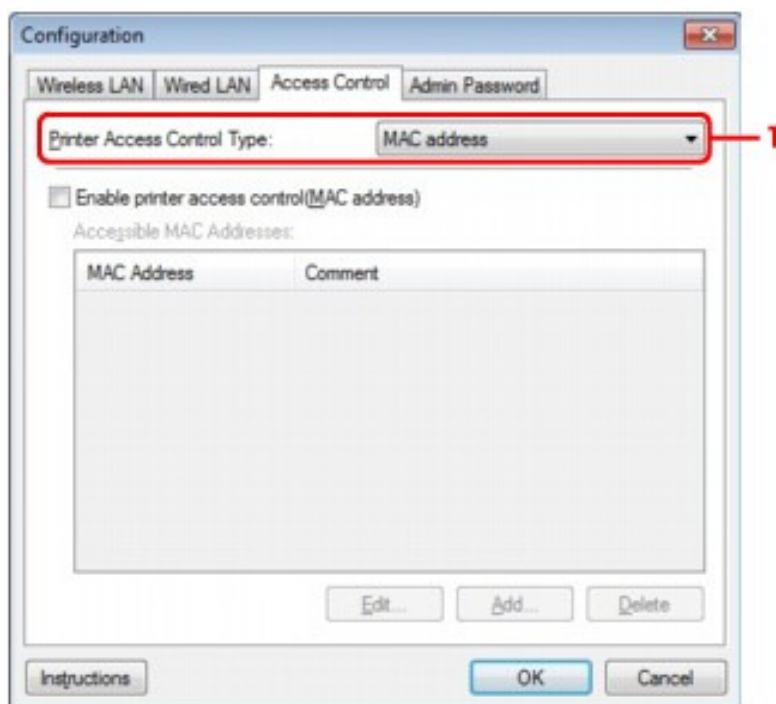 Configuration
Wireless LAN Wired LAN Access Control Admin Password
Printer Access Control Type: MAC address 1
Enable printer access control(MAC address)
Accessible MAC Addresses:
MAC Address Comment
Edit... Add... Delete
Instructions OK Cancel